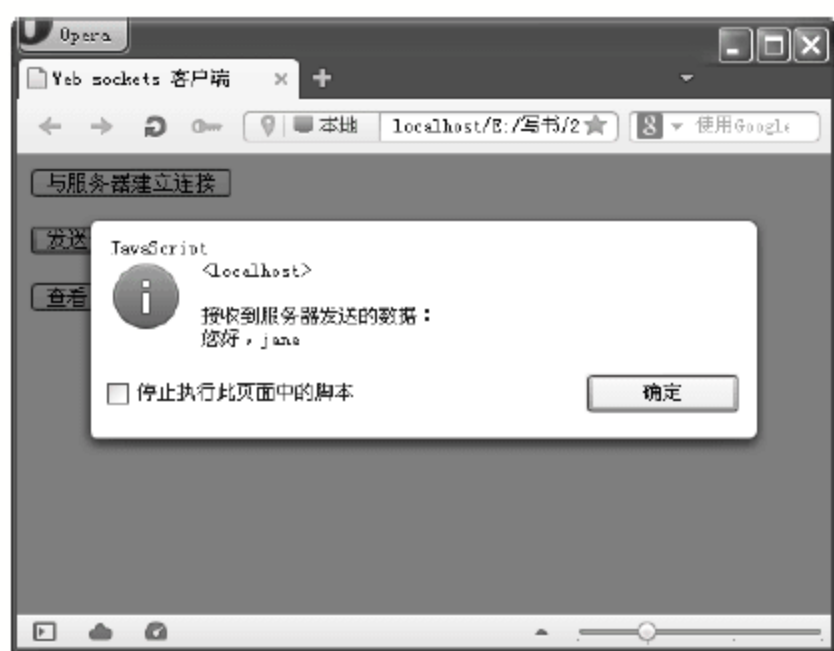 Opera
Web sockets 客户端
本地
localhost/E:/写书/2
8
使用Google
与服务器建立连接
发送
查看
JavaScript
<localhost>
接收到服务器发送的数据：
您好，jane
停止执行此页面中的脚本
确定